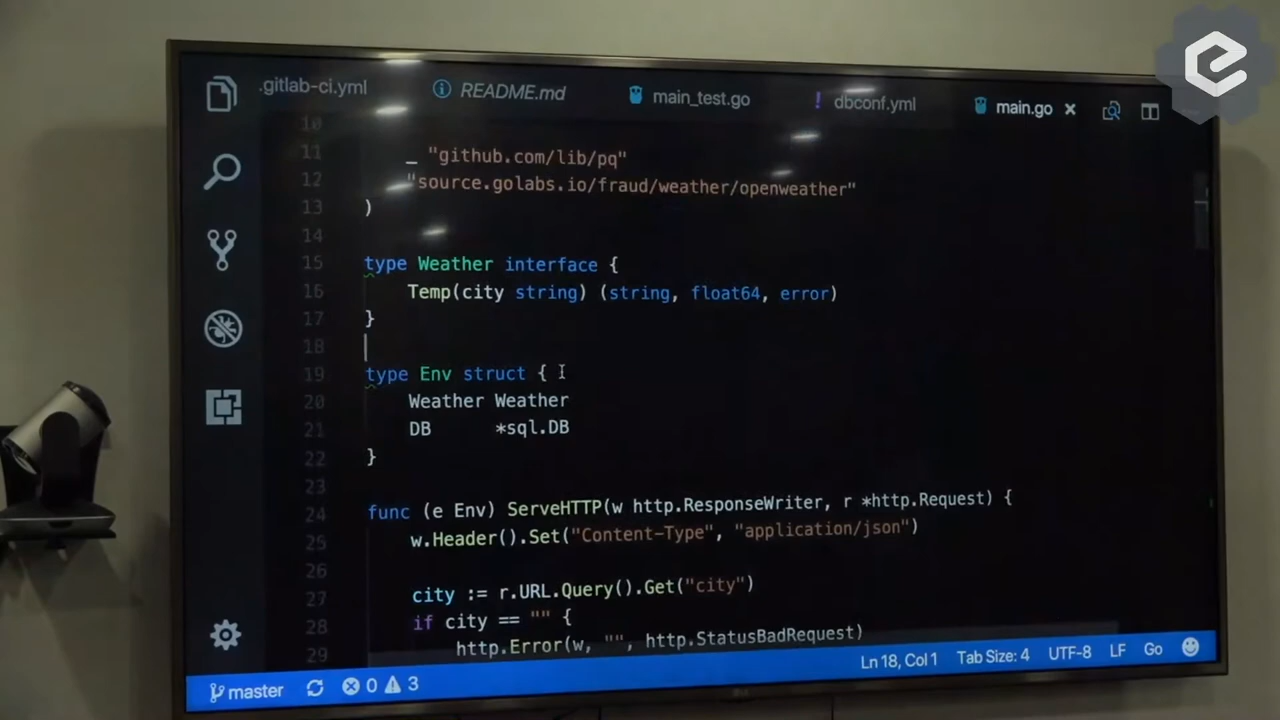 .gitlab-ci.yml README.md main_test.go ! dbconf.yml main.go ×
10
11 _ "github.com/lib/pq"
12 "source.golabs.io/fraud/weather/openweather"
13 )
14
15 type Weather interface {
16 Temp(city string) (string, float64, error)
17 }
18
19 type Env struct {
20 Weather Weather
21 DB *sql.DB
22 }
23
24 func (e Env) ServeHTTP(w http.ResponseWriter, r *http.Request) {
25 w.Header().Set("Content-Type", "application/json")
26
27 city := r.URL.Query().Get("city")
28 if city == "" {
29 http.Error(w, "", http.StatusBadRequest)
master 0 3 Ln 18, Col 1 Tab Size: 4 UTF-8 LF Go
LG